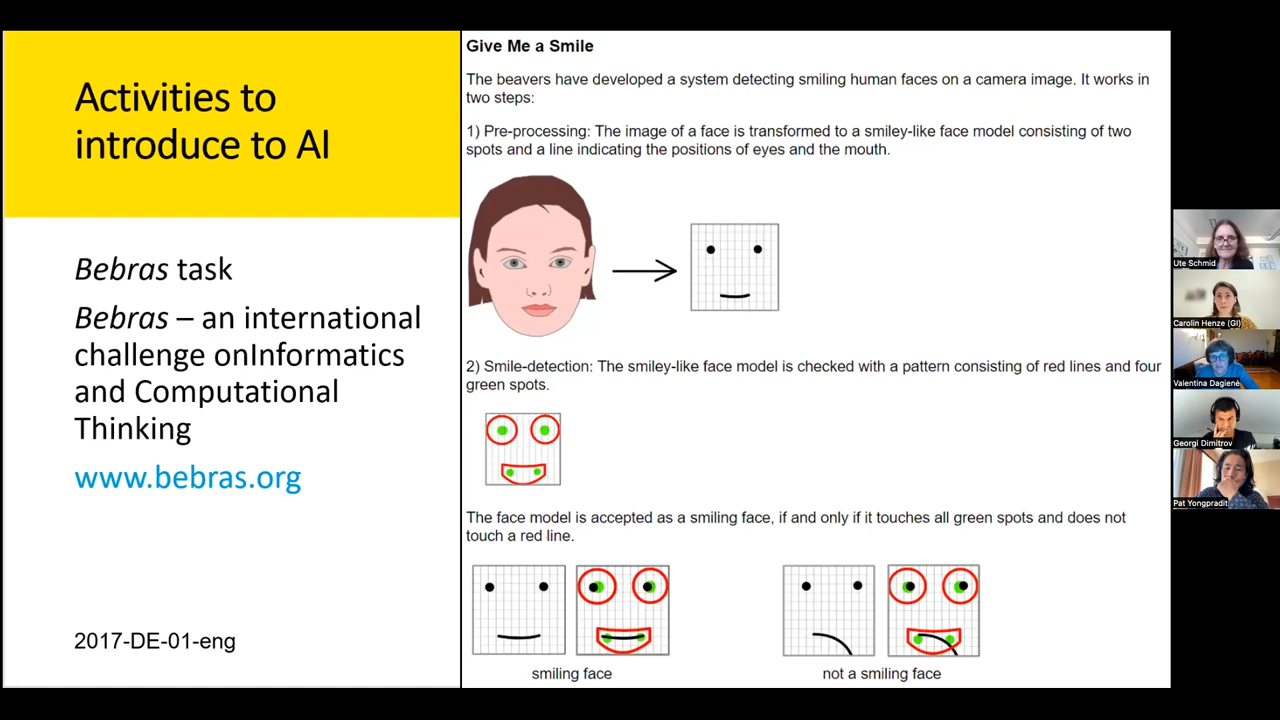 Activities to
introduce to AI
Bebras task
Bebras – an international
challenge onInformatics
and Computational
Thinking
www.bebras.org
2017-DE-01-eng
Give Me a Smile
The beavers have developed a system detecting smiling human faces on a camera image. It works in
two steps:
1) Pre-processing: The image of a face is transformed to a smiley-like face model consisting of two
spots and a line indicating the positions of eyes and the mouth.
2) Smile-detection: The smiley-like face model is checked with a pattern consisting of red lines and four
green spots.
The face model is accepted as a smiling face, if and only if it touches all green spots and does not
touch a red line.
smiling face
not a smiling face
Ute Schmid
Carolin Henze (GI)
Valentina Dagienė
Georgi Dimitrov
Pat Yongpradit